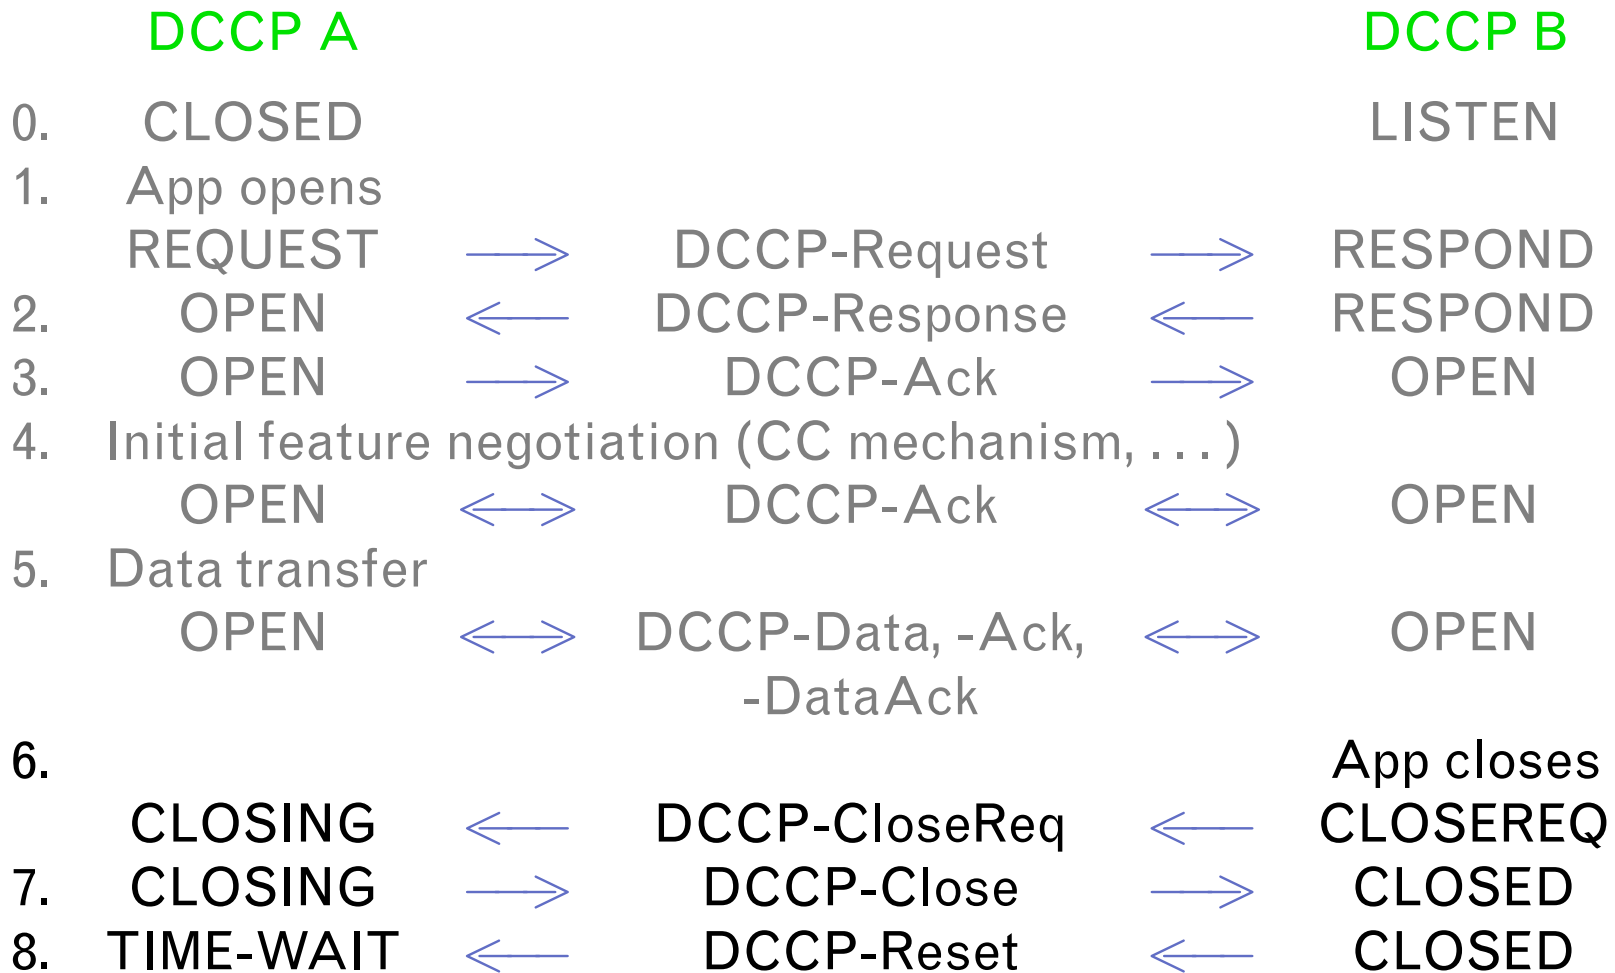 DCCP A DCCP B
0. CLOSED LISTEN
1. App opens
REQUEST DCCP-Request RESPOND
2. OPEN DCCP-Response RESPOND
3. OPEN DCCP-Ack OPEN
4. Initial feature negotiation (CC mechanism, . . . )
OPEN DCCP-Ack OPEN
5. Data transfer
OPEN DCCP-Data, -Ack, OPEN
-DataAck
6. App closes
CLOSING DCCP-CloseReq CLOSEREQ
7. CLOSING DCCP-Close CLOSED
8. TIME-WAIT DCCP-Reset CLOSED